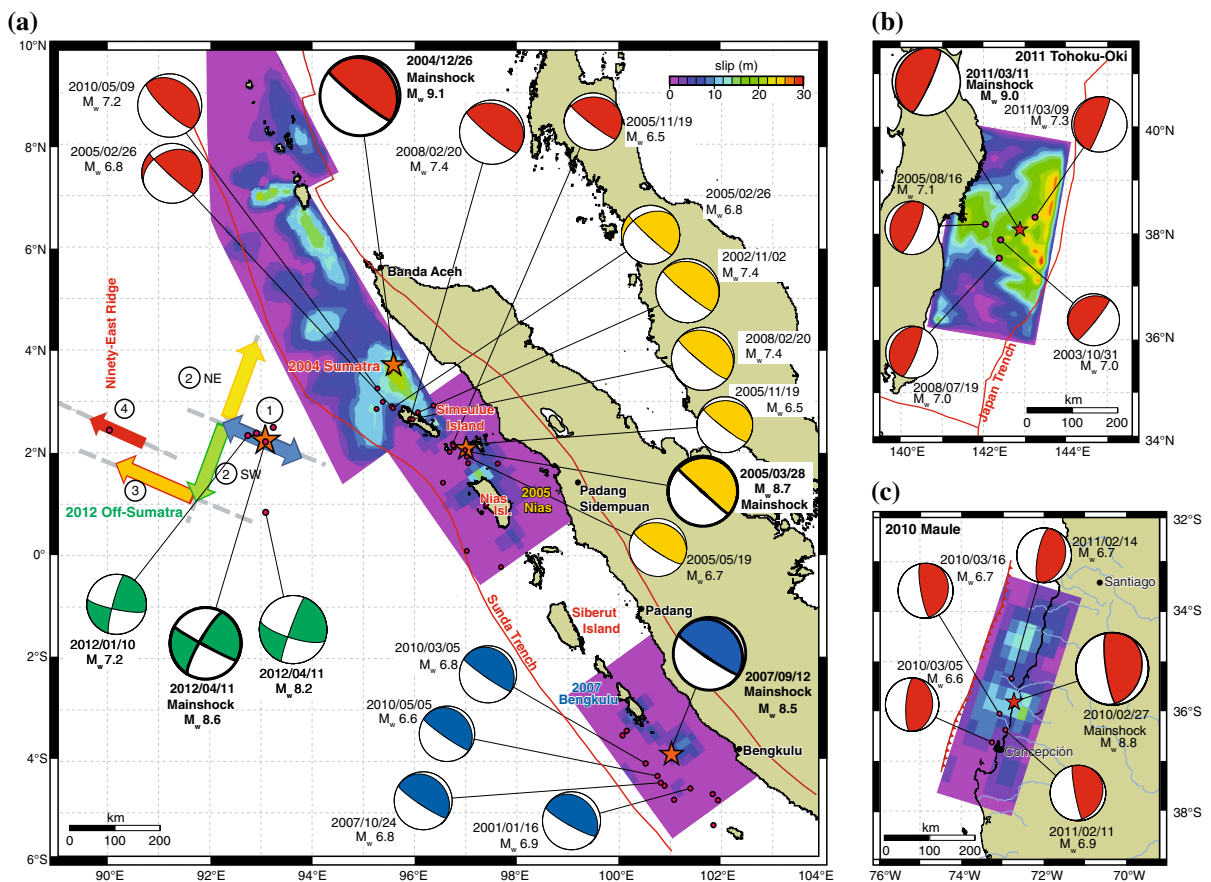 (a)
10°N
8°N
6°N
4°N
2°N
0°
2°S
4°S
6°S
90°E
92°E
94°E
96°E
98°E
100°E
102°E
104°E
2010/05/09
Mw 7.2
2005/02/26
Mw 6.8
2004/12/26
Mainshock
Mw 9.1
2008/02/20
Mw 7.4
2005/11/19
Mw 6.5
slip (m)
0 10 20 30
2005/02/26
Mw 6.8
2002/11/02
Mw 7.4
2008/02/20
Mw 7.4
2005/11/19
Mw 6.5
2005/03/28
Mw 8.7
Mainshock
2005/05/19
Mw 6.7
Banda Aceh
2004 Sumatra
Simeulue
Island
Nias
Isl.
2005
Nias
Padang
Sidempuan
Padang
Siberut
Island
Sunda Trench
Ninety-East Ridge
2 NE
1
4
3
2 SW
2012 Off-Sumatra
2012/01/10
Mw 7.2
2012/04/11
Mainshock
Mw 8.6
2012/04/11
Mw 8.2
2010/03/05
Mw 6.8
2010/05/05
Mw 6.6
2007/10/24
Mw 6.8
2001/01/16
Mw 6.9
2007
Bengkulu
2007/09/12
Mainshock
Mw 8.5
Bengkulu
km
0 100 200
(b)
2011 Tohoku-Oki
2011/03/11
Mainshock
Mw 9.0
2011/03/09
Mw 7.3
2005/08/16
Mw 7.1
2008/07/19
Mw 7.0
2003/10/31
Mw 7.0
Japan Trench
km
0 100 200
40°N
38°N
36°N
34°N
140°E
142°E
144°E
(c)
2010 Maule
2011/02/14
Mw 6.7
2010/03/16
Mw 6.7
Santiago
2010/03/05
Mw 6.6
2010/02/27
Mainshock
Mw 8.8
Concepción
2011/02/11
Mw 6.9
km
0 100 200
32°S
34°S
36°S
38°S
76°W
74°W
72°W
70°W